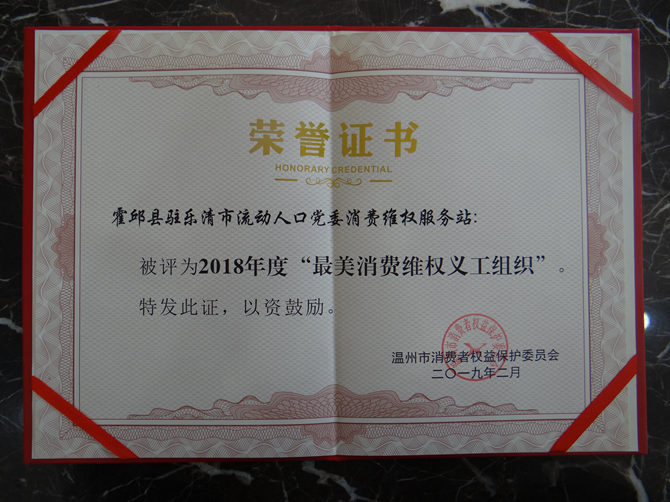 荣誉证书
HONORARY CREDENTIAL
霍邱县驻乐清市流动人口党委消费维权服务站:
被评为2018年度“最美消费维权义工组织”。
特发此证，以资鼓励。
温州市消费者权益保护委员会
二〇一九年二月